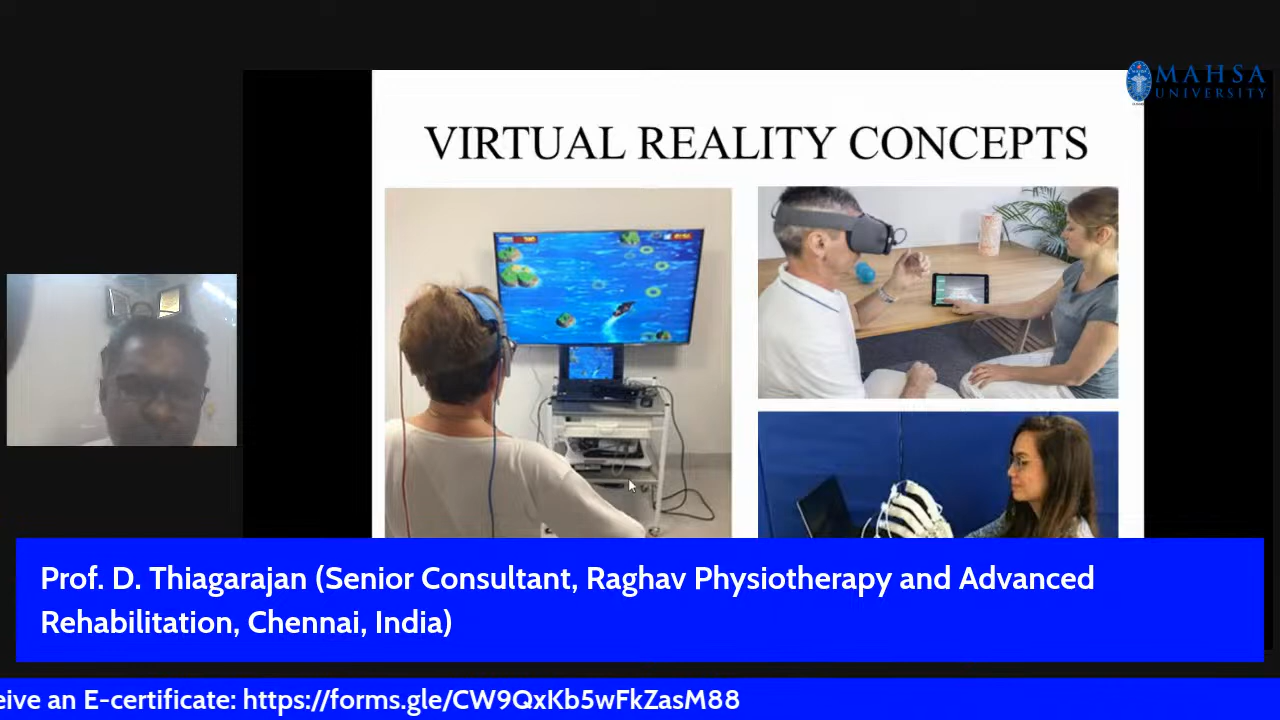 MAHSA
UNIVERSITY
VIRTUAL REALITY CONCEPTS
Prof. D. Thiagarajan (Senior Consultant, Raghav Physiotherapy and Advanced
Rehabilitation, Chennai, India)
eive an E-certificate: https://forms.gle/CW9QxKb5wFkZasM88